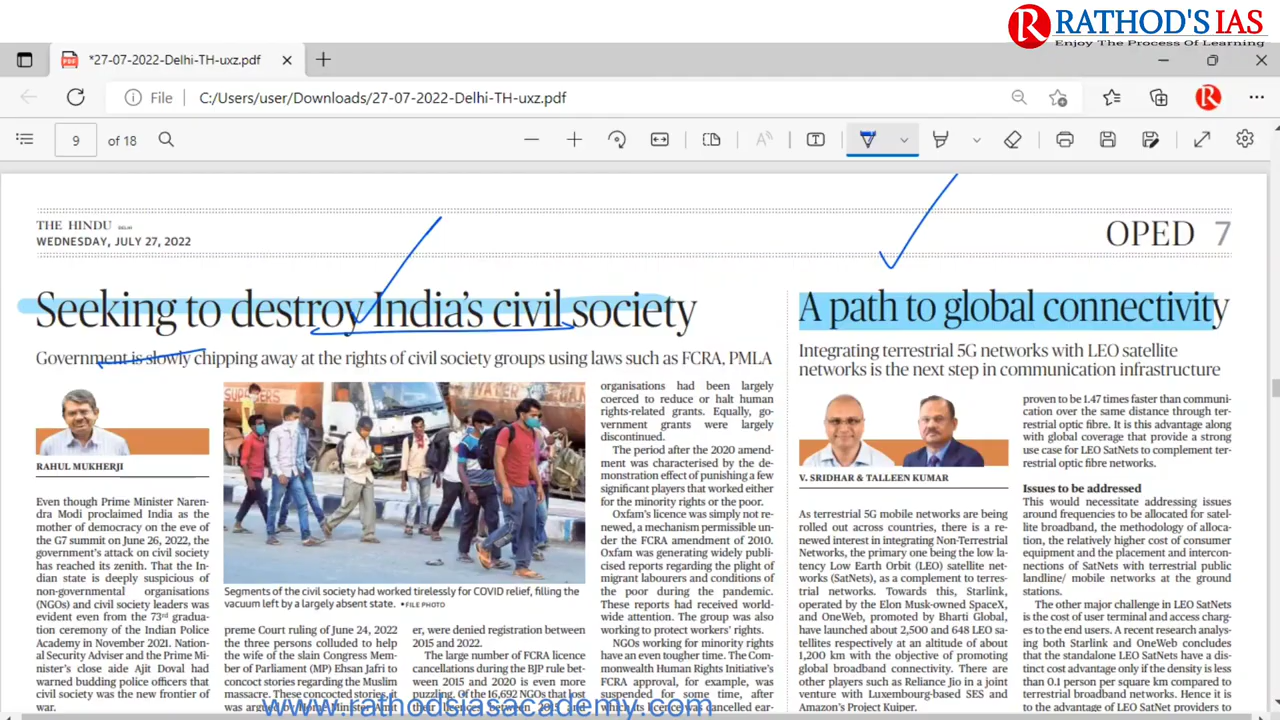 RATHOD'S IAS
Enjoy The Process Of Learning
*27-07-2022-Delhi-TH-uxz.pdf
File
C:/Users/user/Downloads/27-07-2022-Delhi-TH-uxz.pdf
9 of 18
THE HINDU
WEDNESDAY, JULY 27, 2022
OPED 7
Seeking to destroy India's civil society
Government is slowly chipping away at the rights of civil society groups using laws such as FCRA, PMLA
RAHUL MUKHERJI
Even though Prime Minister Naren-
dra Modi proclaimed India as the
mother of democracy on the eve of
the G7 summit on June 26, 2022, the
government's attack on civil society
has reached its zenith. That the In-
dian state is deeply suspicious of
non-governmental organisations
(NGOs) and civil society leaders was
evident even from the 73rd gradua-
tion ceremony of the Indian Police
Academy in November 2021. Nation-
al Security Adviser and the Prime Mi-
nister's close aide Ajit Doval had
warned budding police officers that
civil society was the new frontier of
war.
WATER TANKER
Segments of the civil society had worked tirelessly for COVID relief, filling the
vacuum left by a largely absent state. • FILE PHOTO
preme Court ruling of June 24, 2022
the three persons colluded to help
the wife of the slain Congress Mem-
ber of Parliament (MP) Ehsan Jafri to
concoct stories regarding the Muslim
massacre. These concocted stories, it
was argued by Home Minister Amit
er, were denied registration between
2015 and 2022.
The large number of FCRA licence
cancellations during the BJP rule bet-
ween 2015 and 2020 is even more
puzzling. Of the 16,692 NGOs that lost
their licences between 2015 and
organisations had been largely
coerced to reduce or halt human
rights-related grants. Equally, go-
vernment grants were largely
discontinued.
The period after the 2020 amend-
ment was characterised by the de-
monstration effect of punishing a few
significant players that worked either
for the minority rights or the poor.
Oxfam's licence was simply not re-
newed, a mechanism permissible un-
der the FCRA amendment of 2010.
Oxfam was generating widely publi-
cised reports regarding the plight of
migrant labourers and conditions of
the poor during the pandemic.
These reports had received world-
wide attention. The group was also
working to protect workers' rights.
NGOs working for minority rights
have an even tougher time. The Com-
monwealth Human Rights Initiative's
FCRA approval, for example, was
suspended for some time, after
which its licence was cancelled ear-
A path to global connectivity
Integrating terrestrial 5G networks with LEO satellite
networks is the next step in communication infrastructure
V. SRIDHAR & TALLEEN KUMAR
As terrestrial 5G mobile networks are being
rolled out across countries, there is a re-
newed interest in integrating Non-Terrestrial
Networks, the primary one being the low la-
tency Low Earth Orbit (LEO) satellite net-
works (SatNets), as a complement to terres-
trial networks. Towards this, Starlink,
operated by the Elon Musk-owned SpaceX,
and OneWeb, promoted by Bharti Global,
have launched about 2,500 and 648 LEO sa-
tellites respectively at an altitude of about
1,200 km with the objective of promoting
global broadband connectivity. There are
other players such as Reliance Jio in a joint
venture with Luxembourg-based SES and
Amazon's Project Kuiper.
proven to be 1.47 times faster than communi-
cation over the same distance through ter-
restrial optic fibre. It is this advantage along
with global coverage that provide a strong
use case for LEO SatNets to complement ter-
restrial optic fibre networks.
Issues to be addressed
This would necessitate addressing issues
around frequencies to be allocated for satel-
lite broadband, the methodology of alloca-
tion, the relatively higher cost of consumer
equipment and the placement and intercon-
nections of SatNets with terrestrial public
landline/ mobile networks at the ground
stations.
The other major challenge in LEO SatNets
is the cost of user terminal and access charg-
es to the end users. A recent research analys-
ing both Starlink and OneWeb concludes
that the standalone LEO SatNets have a dis-
tinct cost advantage only if the density is less
than 0.1 person per square km compared to
terrestrial broadband networks. Hence it is
to the advantage of LEO SatNet providers to
www.rathodsiasacademy.com